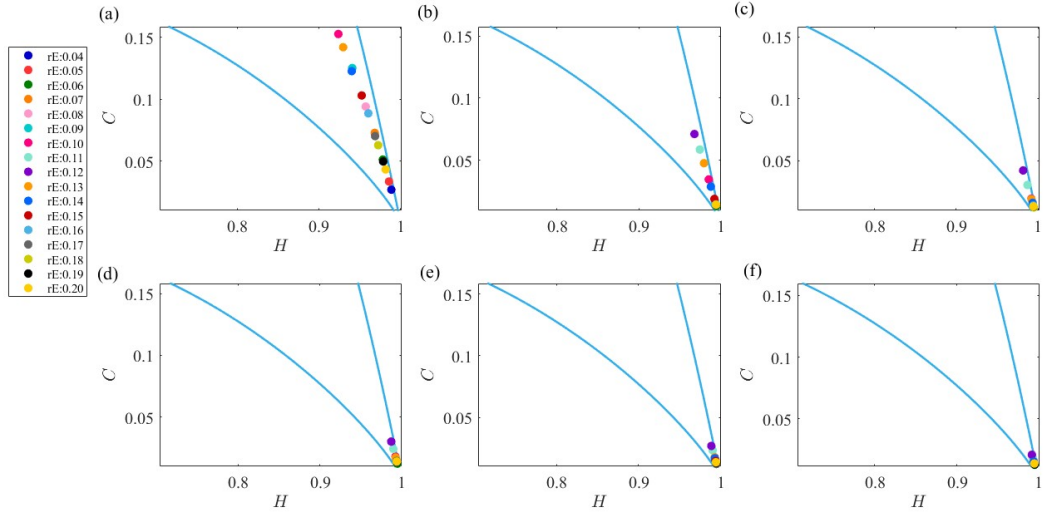 (a)
(b)
(c)
rE:0.04
rE:0.05
rE:0.06
rE:0.07
rE:0.08
rE:0.09
rE:0.10
rE:0.11
rE:0.12
rE:0.13
rE:0.14
rE:0.15
rE:0.16
rE:0.17
rE:0.18
rE:0.19
rE:0.20
0.15
0.1
0.05
C
0.8
0.9
1
H
0.15
0.1
0.05
C
0.8
0.9
1
H
0.15
0.1
0.05
C
0.8
0.9
1
H
(d)
(e)
(f)
0.15
0.1
0.05
C
0.8
0.9
1
H
0.15
0.1
0.05
C
0.8
0.9
1
H
0.15
0.1
0.05
C
0.8
0.9
1
H